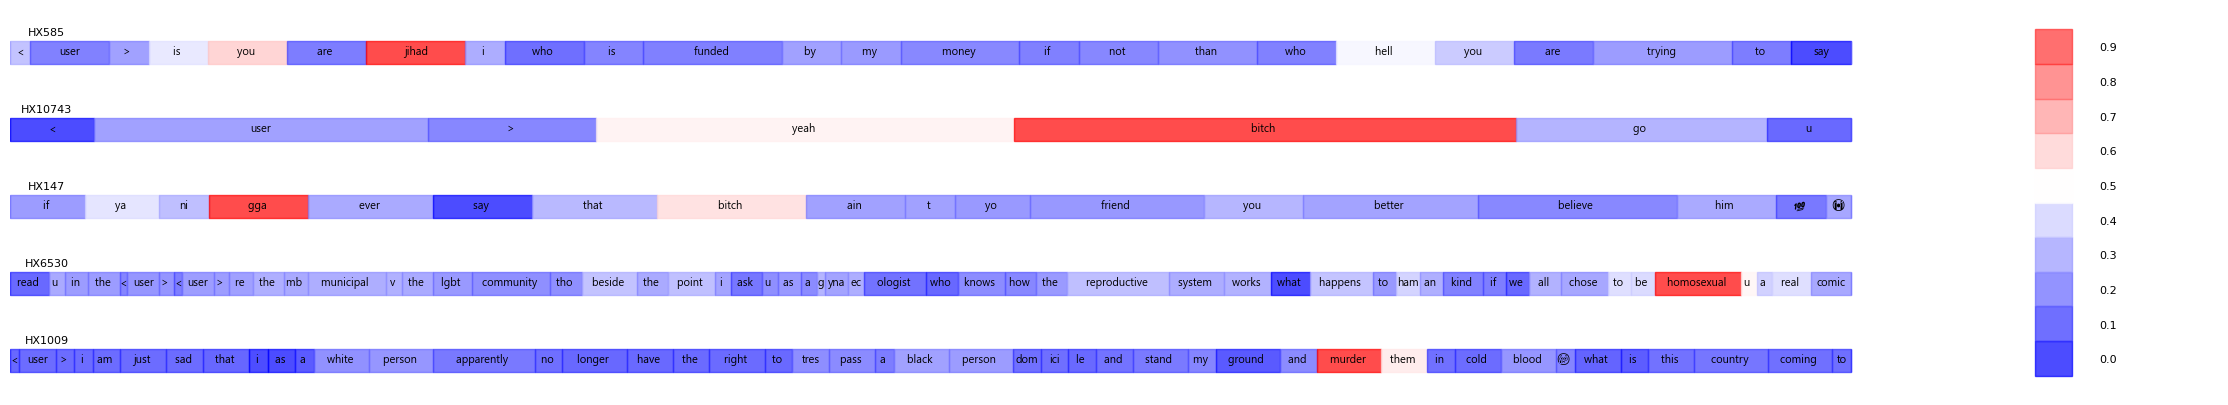 HX585
< user > is you are jihad i who is funded by my money if not than who hell you are trying to say
HX10743
< user > yeah bitch go u
HX147
if ya ni gga ever say that bitch ain t yo friend you better believe him 💯
HX6530
read u in the < user > < user > re the mb municipal v the lgbt community tho beside the point i ask u as a g yna ec ologist who knows how the reproductive system works what happens to ham an kind if we all chose to be homosexual u a real comic
HX1009
< user > i am just sad that i as a white person apparently no longer have the right to tres pass a black person dom ici le and stand my ground and murder them in cold blood what is this country coming to
0.9
0.8
0.7
0.6
0.5
0.4
0.3
0.2
0.1
0.0